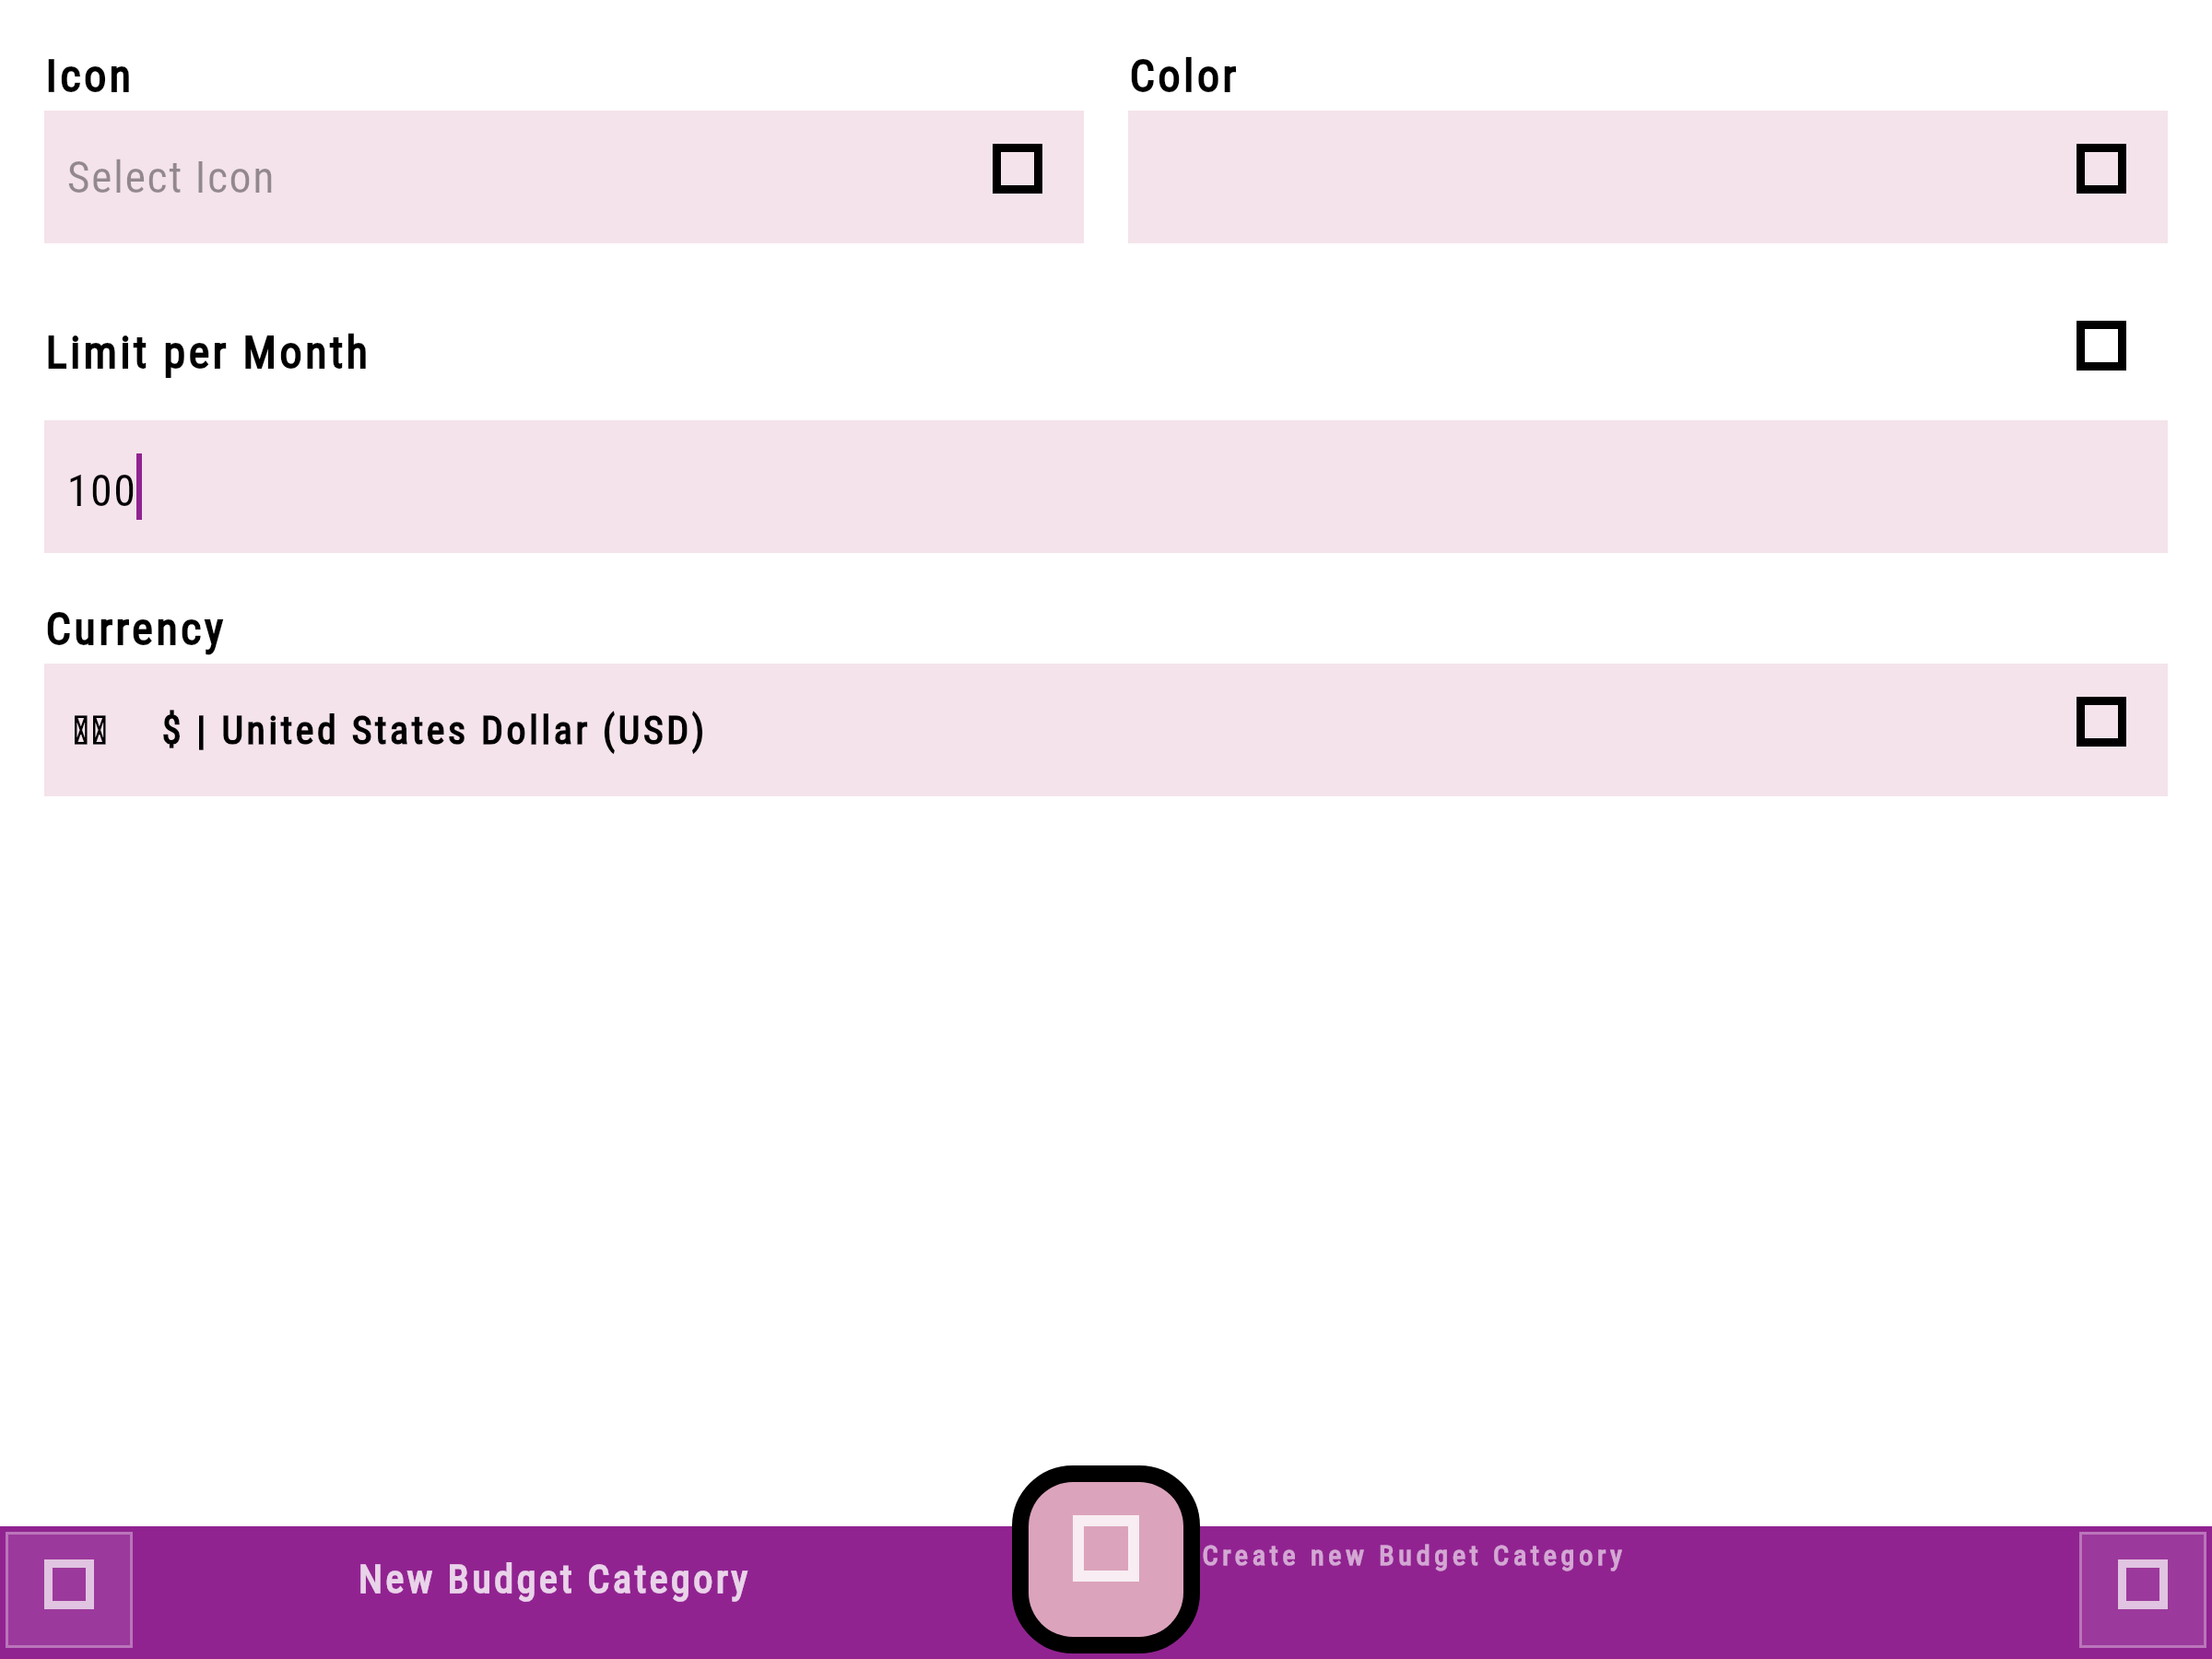 Icon
Color
Select Icon
Limit per Month
100
Currency
$ | United States Dollar (USD)
New Budget Category
Create new Budget Category